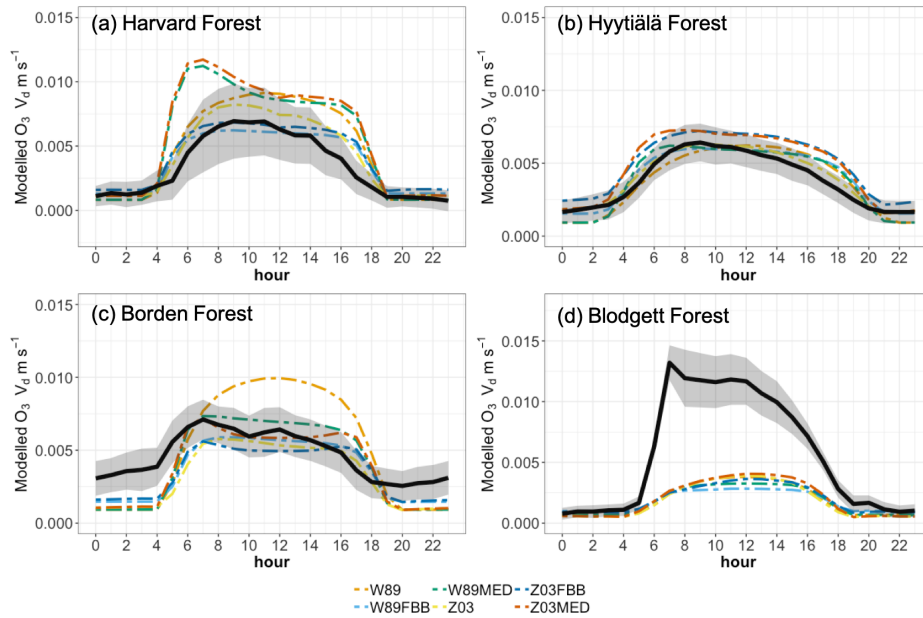 (a) Harvard Forest
Modelled O₃ V_d m s⁻¹
0.015
0.010
0.005
0.000
0 2 4 6 8 10 12 14 16 18 20 22
hour
(b) Hyytiälä Forest
Modelled O₃ V_d m s⁻¹
0.015
0.010
0.005
0.000
0 2 4 6 8 10 12 14 16 18 20 22
hour
(c) Borden Forest
Modelled O₃ V_d m s⁻¹
0.015
0.010
0.005
0.000
0 2 4 6 8 10 12 14 16 18 20 22
hour
(d) Blodgett Forest
Modelled O₃ V_d m s⁻¹
0.015
0.010
0.005
0.000
0 2 4 6 8 10 12 14 16 18 20 22
hour
W89 W89MED Z03FBB
W89FBB Z03 Z03MED